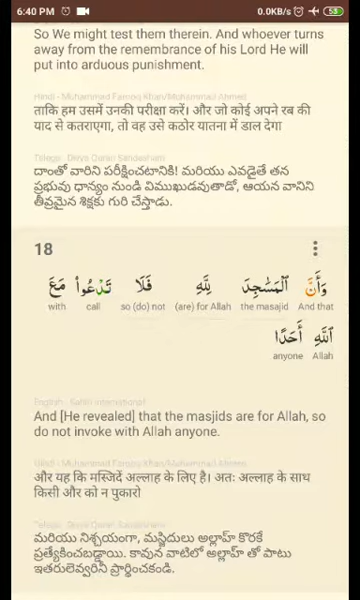 6:40 PM 0.0KB/s 53
So We might test them therein. And whoever turns
away from the remembrance of his Lord He will
put into arduous punishment.
Hindi - Muhammad Farooq Khan/Muhammad Ahmed
ताकि हम उसमें उनकी परीक्षा करें। और जो कोई अपने रब की
याद से कतराएगा, तो वह उसे कठोर यातना में डाल देगा
Telugu - Divya Quran Sandesham
దాంతో వారిని పరీక్షించటానికి! మరియు ఎవడైతే తన
ప్రభువు ధ్యాన్యం నుండి విముఖుడవుతాడో, ఆయన వానిని
తీవ్రమైన శిక్షకు గురి చేస్తాడు.
18
وَأَنَّ ٱلْمَسَٰجِدَ لِلَّهِ فَلَا تَدْعُوا۟ مَعَ
with call so (do) not (are) for Allah the masajid And that
ٱللَّهِ أَحَدًا
anyone Allah
English - Sahih International
And [He revealed] that the masjids are for Allah, so
do not invoke with Allah anyone.
Hindi - Muhammad Farooq Khan/Muhammad Ahmed
और यह कि मस्जिदें अल्लाह के लिए है। अतः अल्लाह के साथ
किसी और को न पुकारो
Telugu - Divya Quran Sandesham
మరియు నిశ్చయంగా, మస్జిదులు అల్లాహ్ కొరకే
ప్రత్యేకించబడ్డాయి. కావున వాటిలో అల్లాహ్ తో పాటు
ఇతరులెవ్వరినీ ప్రార్థించకండి.